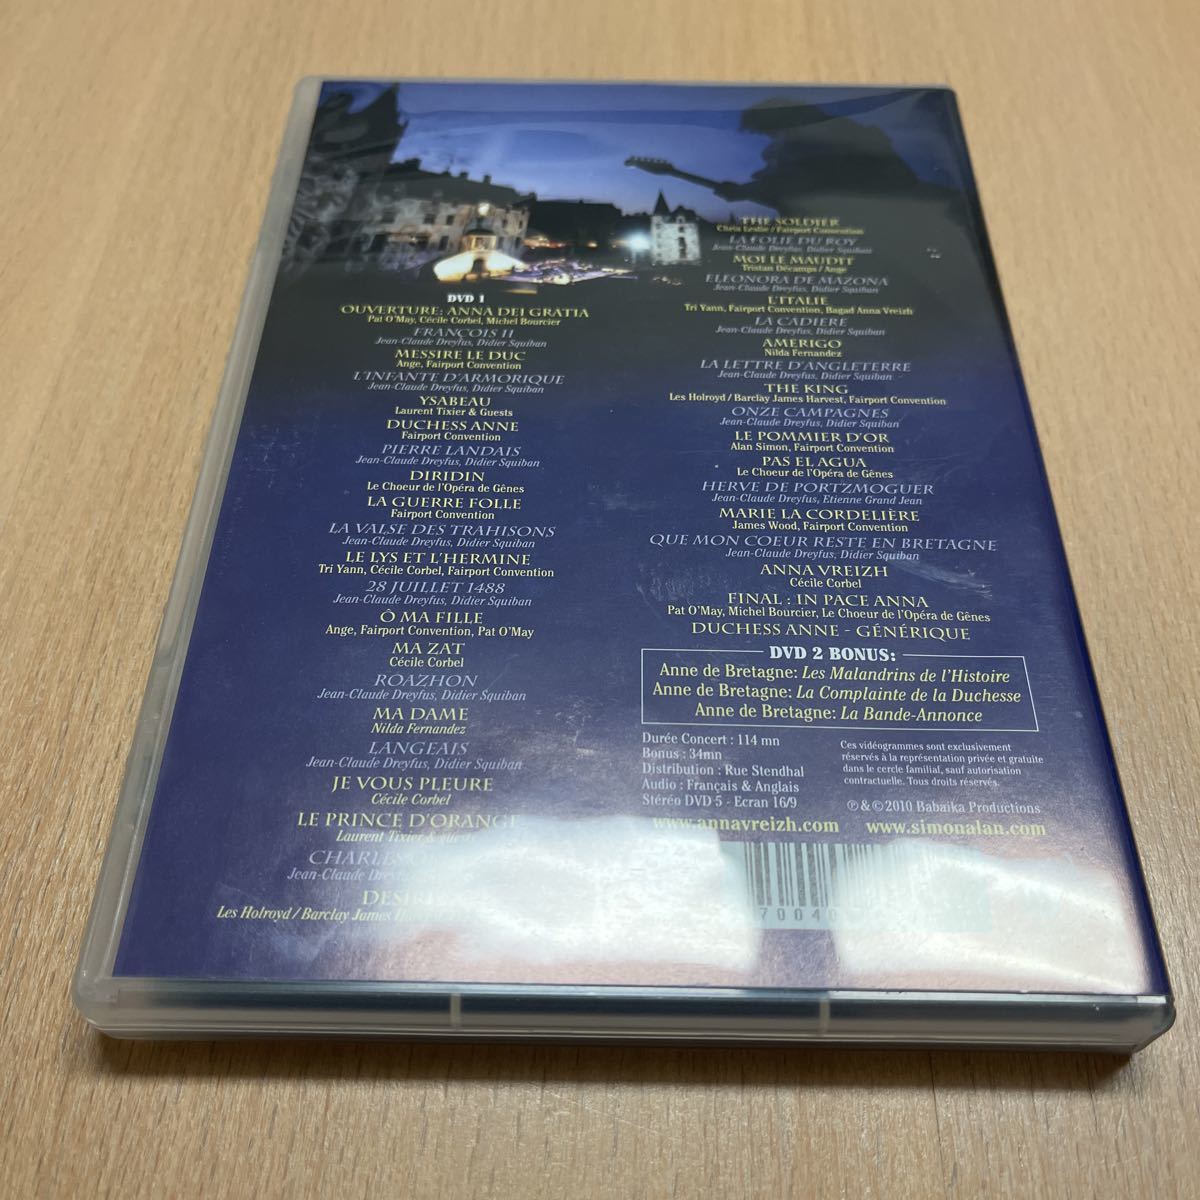 DVD 1
OUVERTURE: ANNA DEI GRATIA
Pat O'May, Cécile Corbel, Michel Bourcier
FRANÇOIS II
Jean-Claude Dreyfus, Didier Squiban
MESSIRE LE DUC
Ange, Fairport Convention
L'INFANTE D'ARMORIQUE
Jean-Claude Dreyfus, Didier Squiban
YSABEAU
Laurent Tixier & Guests
DUCHESS ANNE
Fairport Convention
PIERRE LANDAIS
Jean-Claude Dreyfus, Didier Squiban
DIRIDIN
Le Choeur de l'Opéra de Gênes
LA GUERRE FOLLE
Fairport Convention
LA VALSE DES TRAHISONS
Jean-Claude Dreyfus, Didier Squiban
LE LYS ET L'HERMINE
Tri Yann, Cécile Corbel, Fairport Convention
28 JUILLET 1488
Jean-Claude Dreyfus, Didier Squiban
Ô MA FILLE
Ange, Fairport Convention, Pat O'May
MA ZAT
Cécile Corbel
ROAZHON
Jean-Claude Dreyfus, Didier Squiban
MA DAME
Nilda Fernandez
LANGEAIS
Jean-Claude Dreyfus, Didier Squiban
JE VOUS PLEURE
Cécile Corbel
LE PRINCE D'ORANGE
Laurent Tixier & guests
CHARLES
Jean-Claude Dreyfus
Les Holroyd / Barclay James
THE SOLDIER
Chris Leslie / Fairport Convention
LA FOLIE DU ROY
Jean-Claude Dreyfus, Didier Squiban
MOI LE MAUDIT
Tristan Décamps / Ange
ELEONORA DE MAZONA
Jean-Claude Dreyfus, Didier Squiban
L'ITALIE
Tri Yann, Fairport Convention, Bagad Anna Vreizh
LA CADIÈRE
Jean-Claude Dreyfus, Didier Squiban
AMERIGO
Nilda Fernandez
LA LETTRE D'ANGLETERRE
Jean-Claude Dreyfus, Didier Squiban
THE KING
Les Holroyd / Barclay James Harvest, Fairport Convention
ONZE CAMPAGNES
Jean-Claude Dreyfus, Didier Squiban
LE POMMIER D'OR
Alan Simon, Fairport Convention
PAS EL AGUA
Le Choeur de l'Opéra de Gênes
HERVE DE PORTZMOGUER
Jean-Claude Dreyfus, Etienne Grand Jean
MARIE LA CORDELIÈRE
James Wood, Fairport Convention
QUE MON COEUR RESTE EN BRETAGNE
Jean-Claude Dreyfus, Didier Squiban
ANNA VREIZH
Cécile Corbel
FINAL : IN PACE ANNA
Pat O'May, Michel Bourcier, Le Choeur de l'Opéra de Gênes
DUCHESS ANNE - GÉNÉRIQUE
DVD 2 BONUS:
Anne de Bretagne: Les Malandrins de l'Histoire
Anne de Bretagne: La Complainte de la Duchesse
Anne de Bretagne: La Bande-Annonce
Durée Concert : 114 mn
Bonus : 34mn
Distribution : Rue Stendhal
Audio : Français & Anglais
Stéréo DVD 5 - Ecran 16/9
Ces vidéogrammes sont exclusivement
réservés à la représentation privée et gratuite
dans le cercle familial, sauf autorisation
contractuelle. Tous droits réservés.
℗ & © 2010 Babaika Productions
www.annavreizh.com
www.simonalan.com